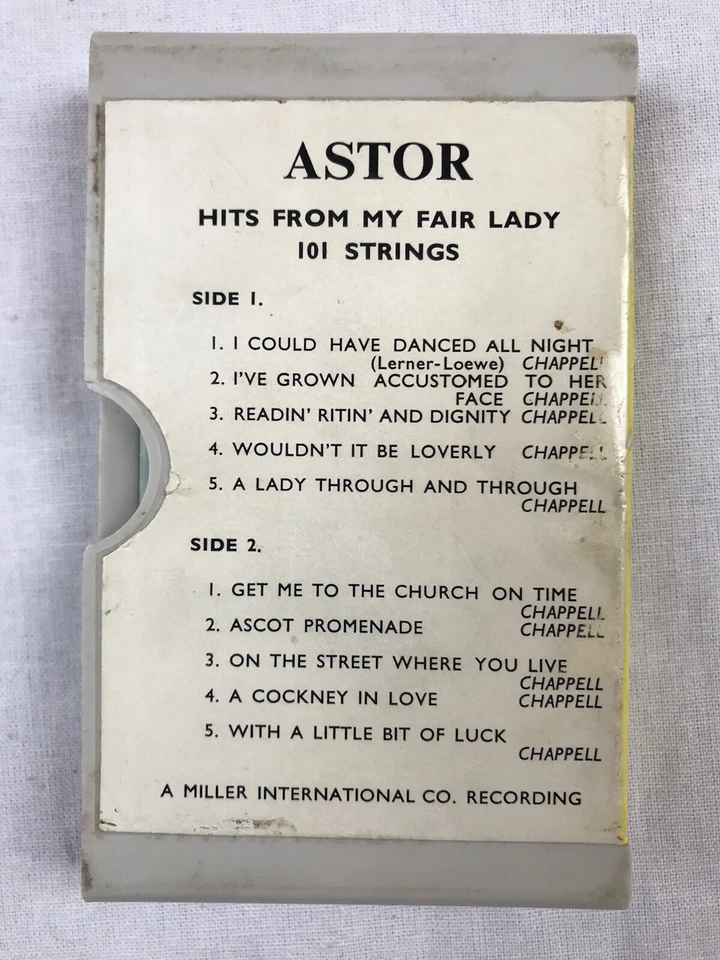 ASTOR
HITS FROM MY FAIR LADY
101 STRINGS
SIDE 1.
1. I COULD HAVE DANCED ALL NIGHT
(Lerner-Loewe) CHAPPELL
2. I'VE GROWN ACCUSTOMED TO HER
FACE CHAPPELL
3. READIN' RITIN' AND DIGNITY CHAPPELL
4. WOULDN'T IT BE LOVERLY CHAPPELL
5. A LADY THROUGH AND THROUGH
CHAPPELL
SIDE 2.
1. GET ME TO THE CHURCH ON TIME
CHAPPELL
2. ASCOT PROMENADE CHAPPELL
3. ON THE STREET WHERE YOU LIVE
CHAPPELL
4. A COCKNEY IN LOVE CHAPPELL
5. WITH A LITTLE BIT OF LUCK
CHAPPELL
A MILLER INTERNATIONAL CO. RECORDING